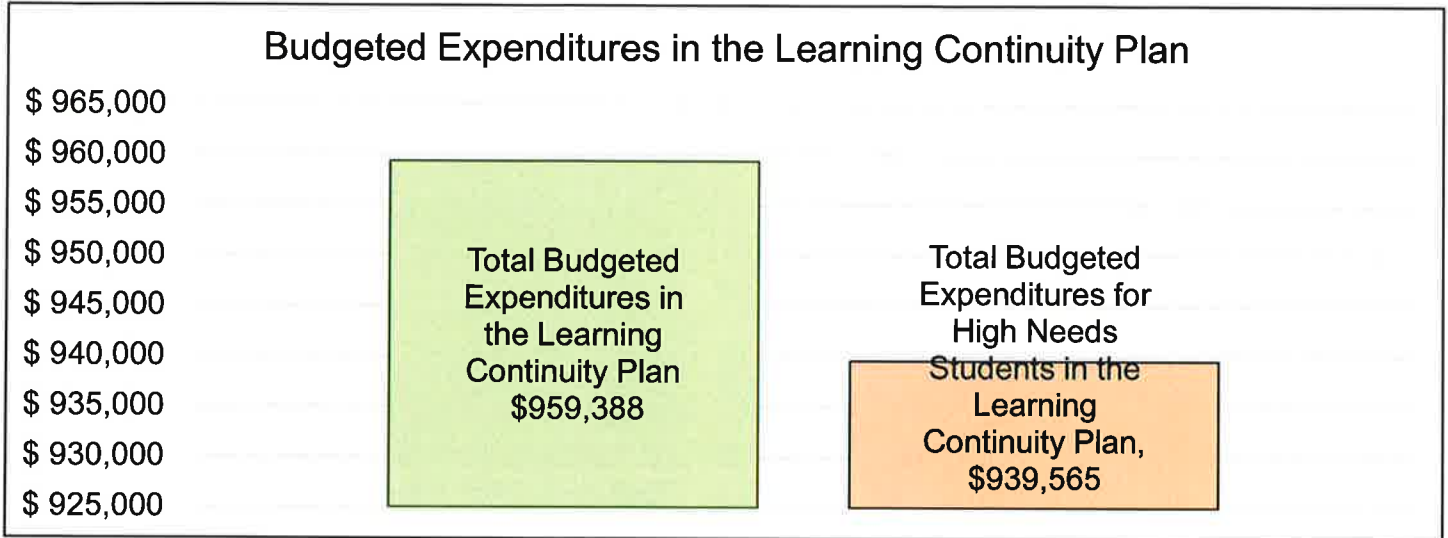 Budgeted Expenditures in the Learning Continuity Plan
$ 965,000
$ 960,000
$ 955,000
$ 950,000
$ 945,000
$ 940,000
$ 935,000
$ 930,000
$ 925,000
Total Budgeted
Expenditures in
the Learning
Continuity Plan
$959,388
Total Budgeted
Expenditures for
High Needs
Students in the
Learning
Continuity Plan,
$939,565